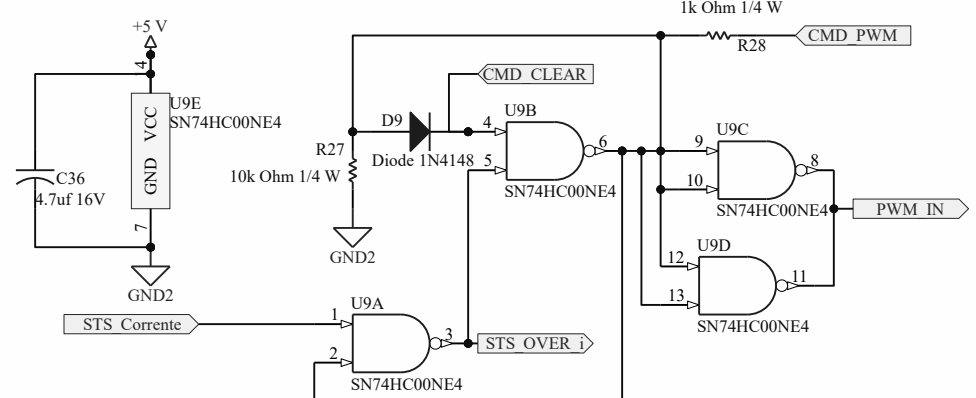 1k Ohm 1/4 W
+5 V
R28
CMD_PWM
4
CMD_CLEAR
U9E
SN74HC00NE4
VCC
GND
U9B
D9
4
U9C
R27
6
9
8
Diode 1N4148
5
10k Ohm 1/4 W
C36
4.7uf 16V
10
SN74HC00NE4
SN74HC00NE4
PWM_IN
7
GND2
U9D
12
11
GND2
13
U9A
STS_Corrente
1
SN74HC00NE4
3
STS_OVER_i
2
SN74HC00NE4